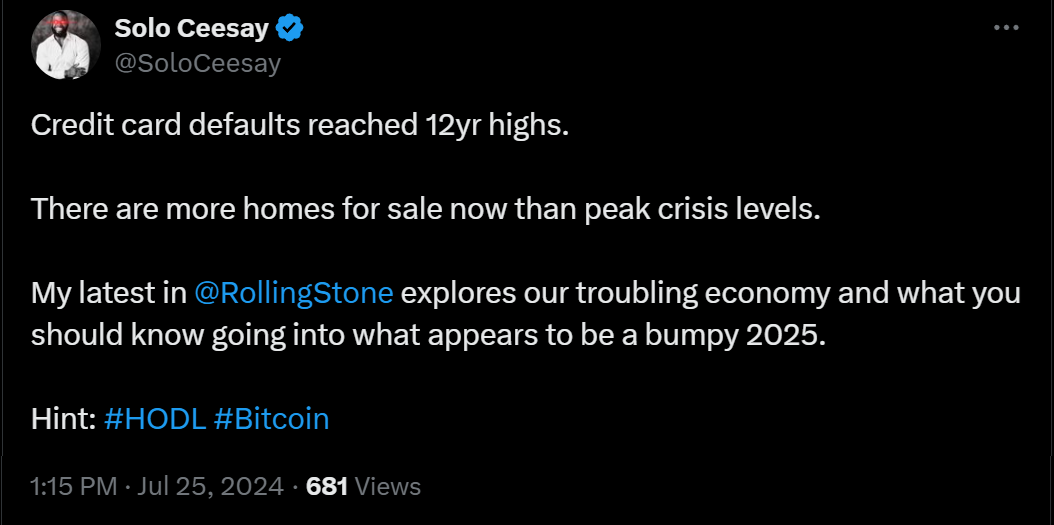 Solo Ceesay
@SoloCeesay
Credit card defaults reached 12yr highs.
There are more homes for sale now than peak crisis levels.
My latest in @RollingStone explores our troubling economy and what you
should know going into what appears to be a bumpy 2025.
Hint: #HODL #Bitcoin
1:15 PM · Jul 25, 2024 · 681 Views